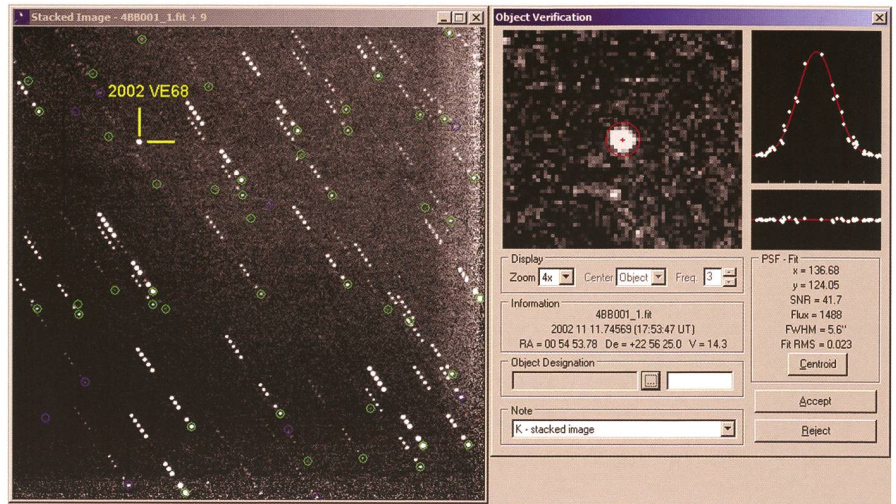 Stacked Image - 4BB001_1.fit + 9
2002 VE68
Object Verification
Display
Zoom 4x Center Object Freq. 3
Information
4BB001_1.fit
2002 11 11.74569 (17:53:47 UT)
RA = 00 54 53.78 De = +22 56 25.0 V = 14.3
Object Designation
...
Note
K - stacked image
PSF - Fit
x = 136.68
y = 124.05
SNR = 41.7
Flux = 1488
FWHM = 5.6"
Fit RMS = 0.023
Centroid
Accept
Reject